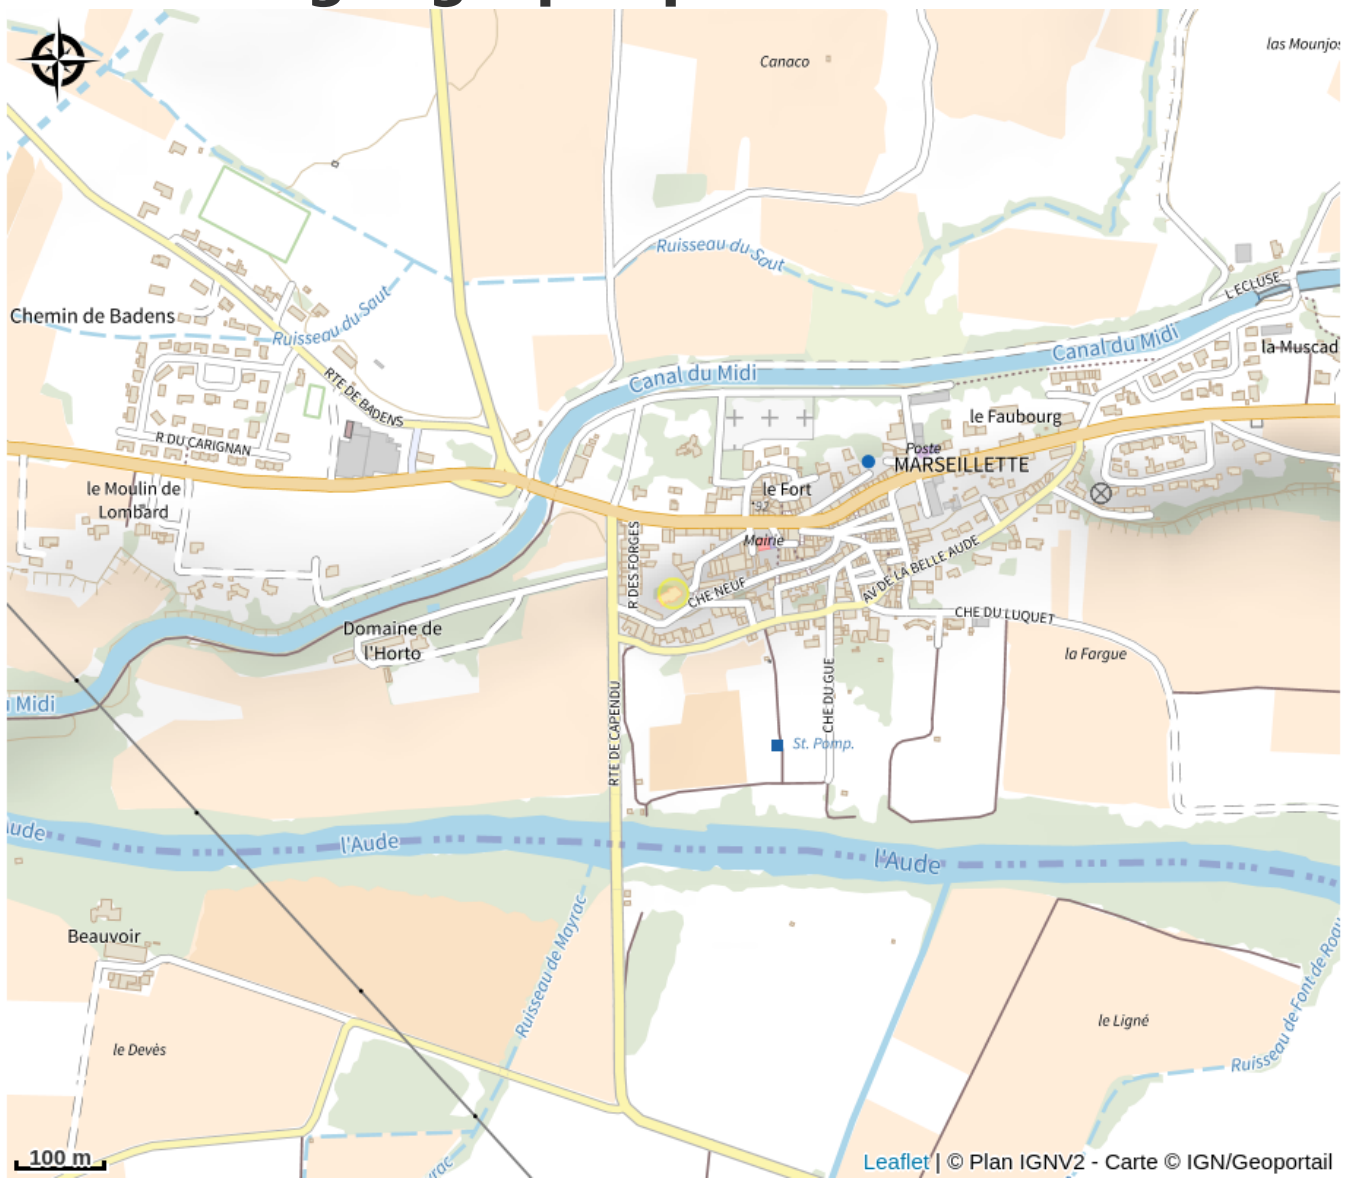 Canaco
las Mounjos
Ruisseau du Saut
Ruisseau du Saut
Chemin de Badens
L'ECLUSE
Canal du Midi
Canal du Midi
la Muscad
RTE DE BADENS
le Faubourg
R DU CARIGNAN
Poste
MARSEILLETTE
le Moulin de
Lombard
le Fort
92
Mairie
R DES FORGES
CHE NEUF
AV DE LA BELLE AUDE
CHE DU LUQUET
Domaine de
l'Horto
la Fargue
u Midi
RTE DE CAPENDU
CHE DU GUE
St. Pomp.
Aude
l'Aude
l'Aude
Beauvoir
Ruisseau de Mayrac
Ruisseau de Font de Roqu
le Ligné
le Devès
yrac
100 m
Leaflet | © Plan IGNV2 - Carte © IGN/Geoportail